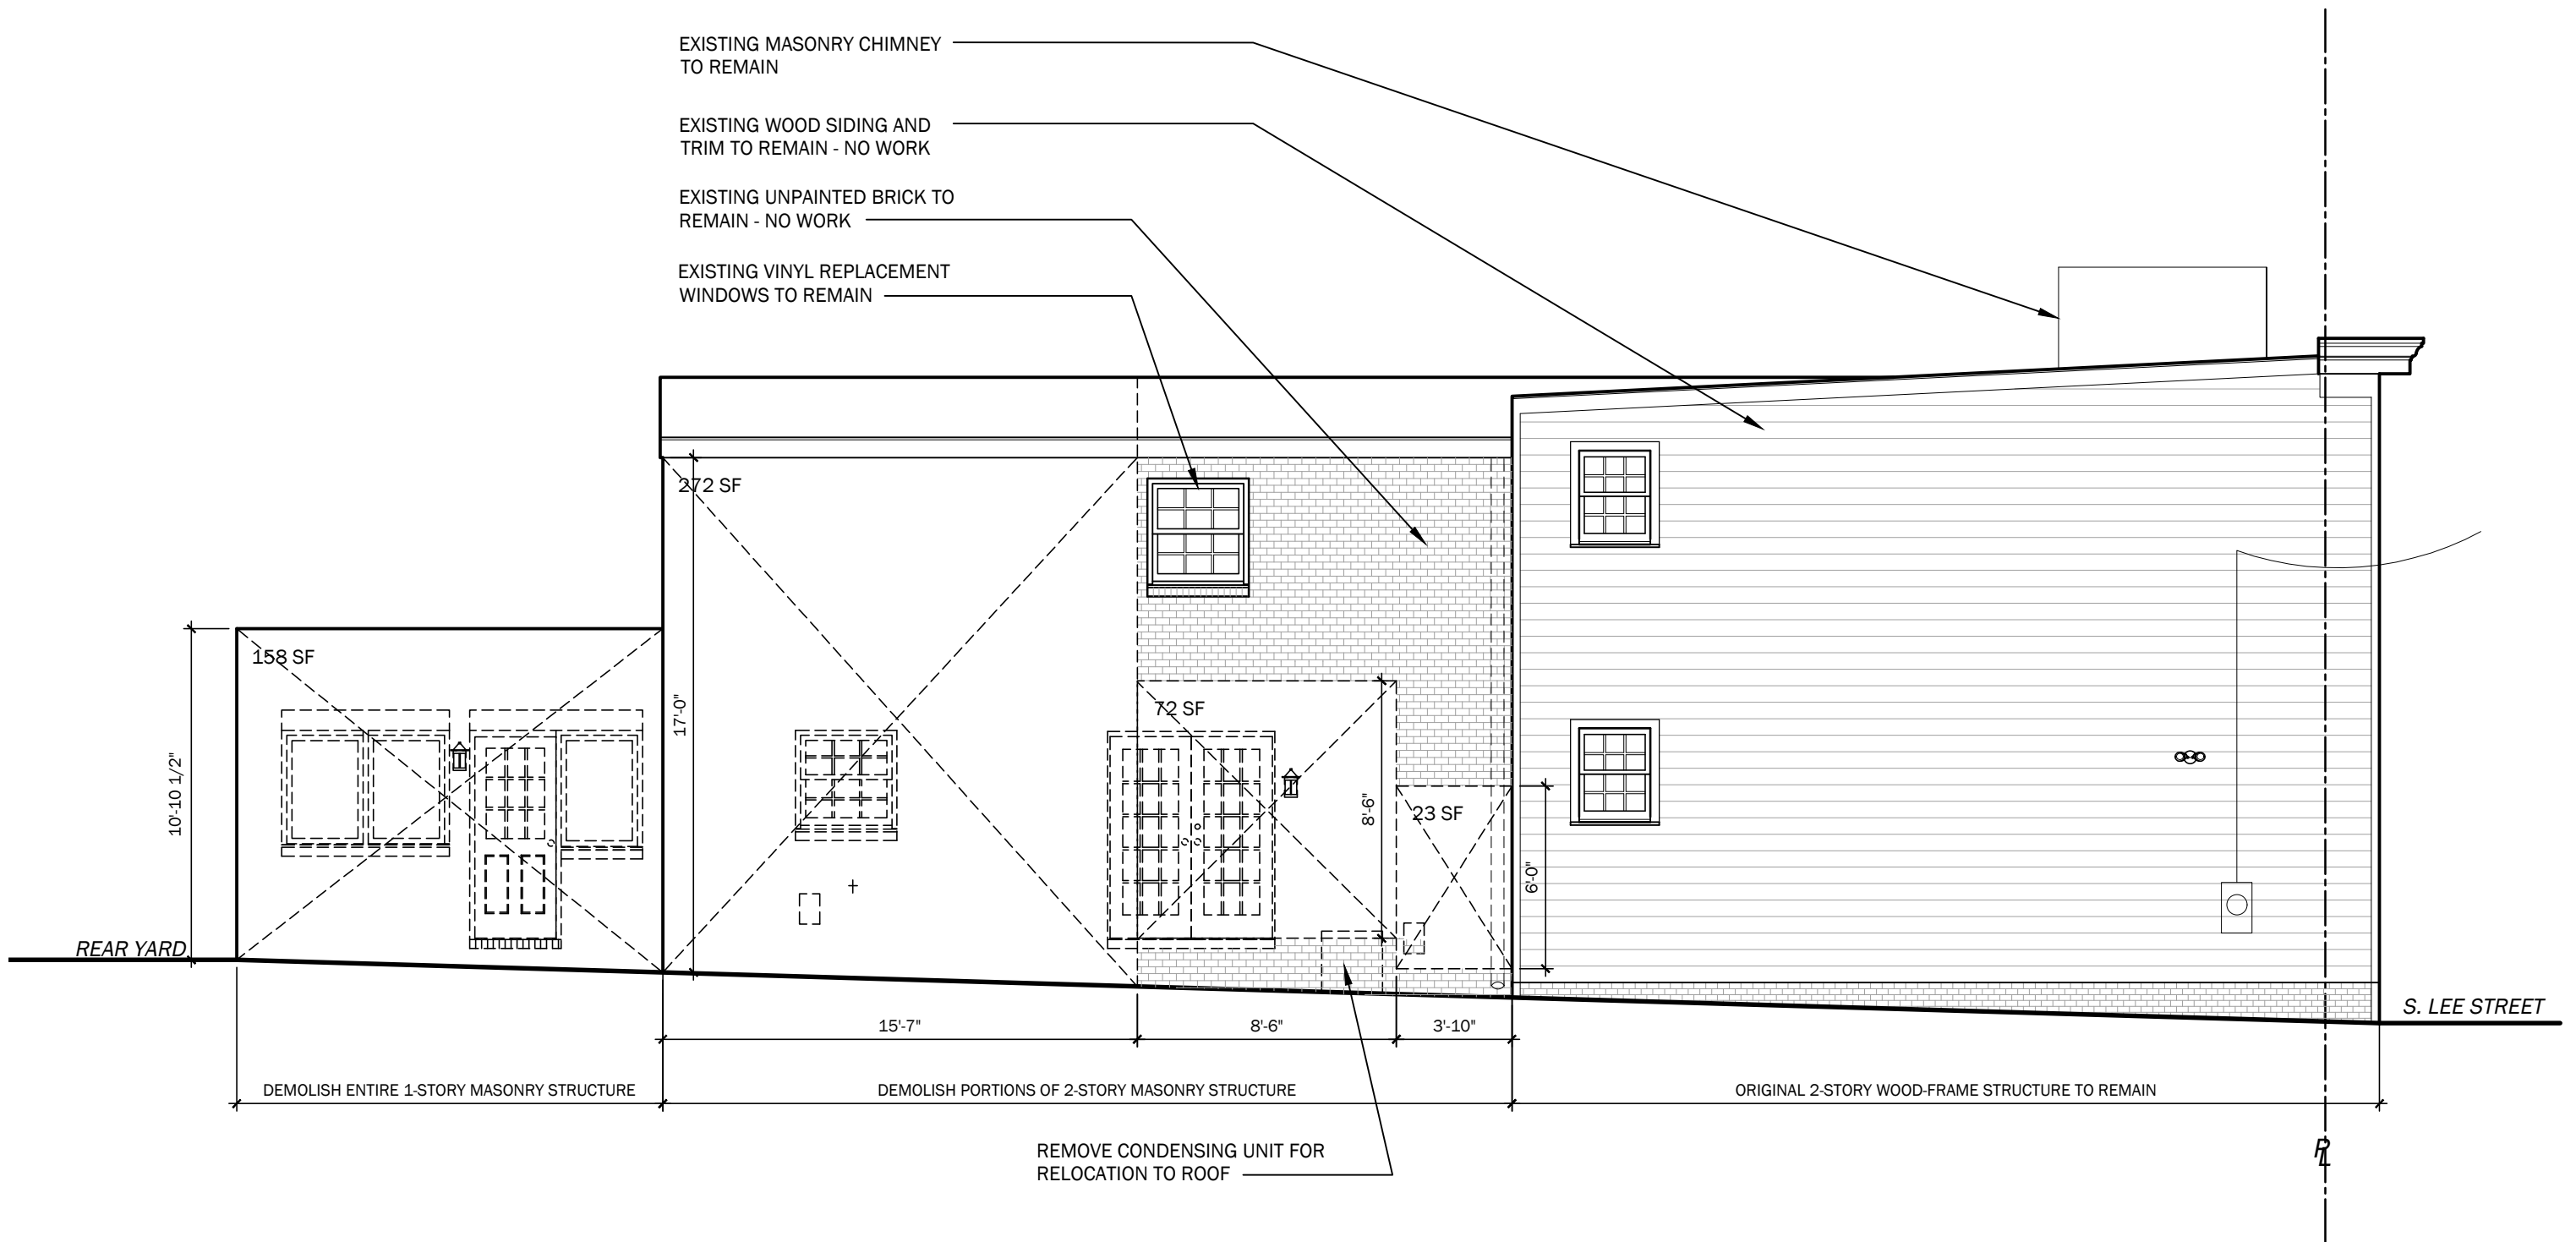 EXISTING MASONRY CHIMNEY
TO REMAIN
EXISTING WOOD SIDING AND
TRIM TO REMAIN - NO WORK
EXISTING UNPAINTED BRICK TO
REMAIN - NO WORK
EXISTING VINYL REPLACEMENT
WINDOWS TO REMAIN
272 SF
158 SF
72 SF
23 SF
17'-0"
10'-10 1/2"
8'-6"
6'-0"
REAR YARD
S. LEE STREET
15'-7"
8'-6"
3'-10"
DEMOLISH ENTIRE 1-STORY MASONRY STRUCTURE
DEMOLISH PORTIONS OF 2-STORY MASONRY STRUCTURE
ORIGINAL 2-STORY WOOD-FRAME STRUCTURE TO REMAIN
REMOVE CONDENSING UNIT FOR
RELOCATION TO ROOF
PL